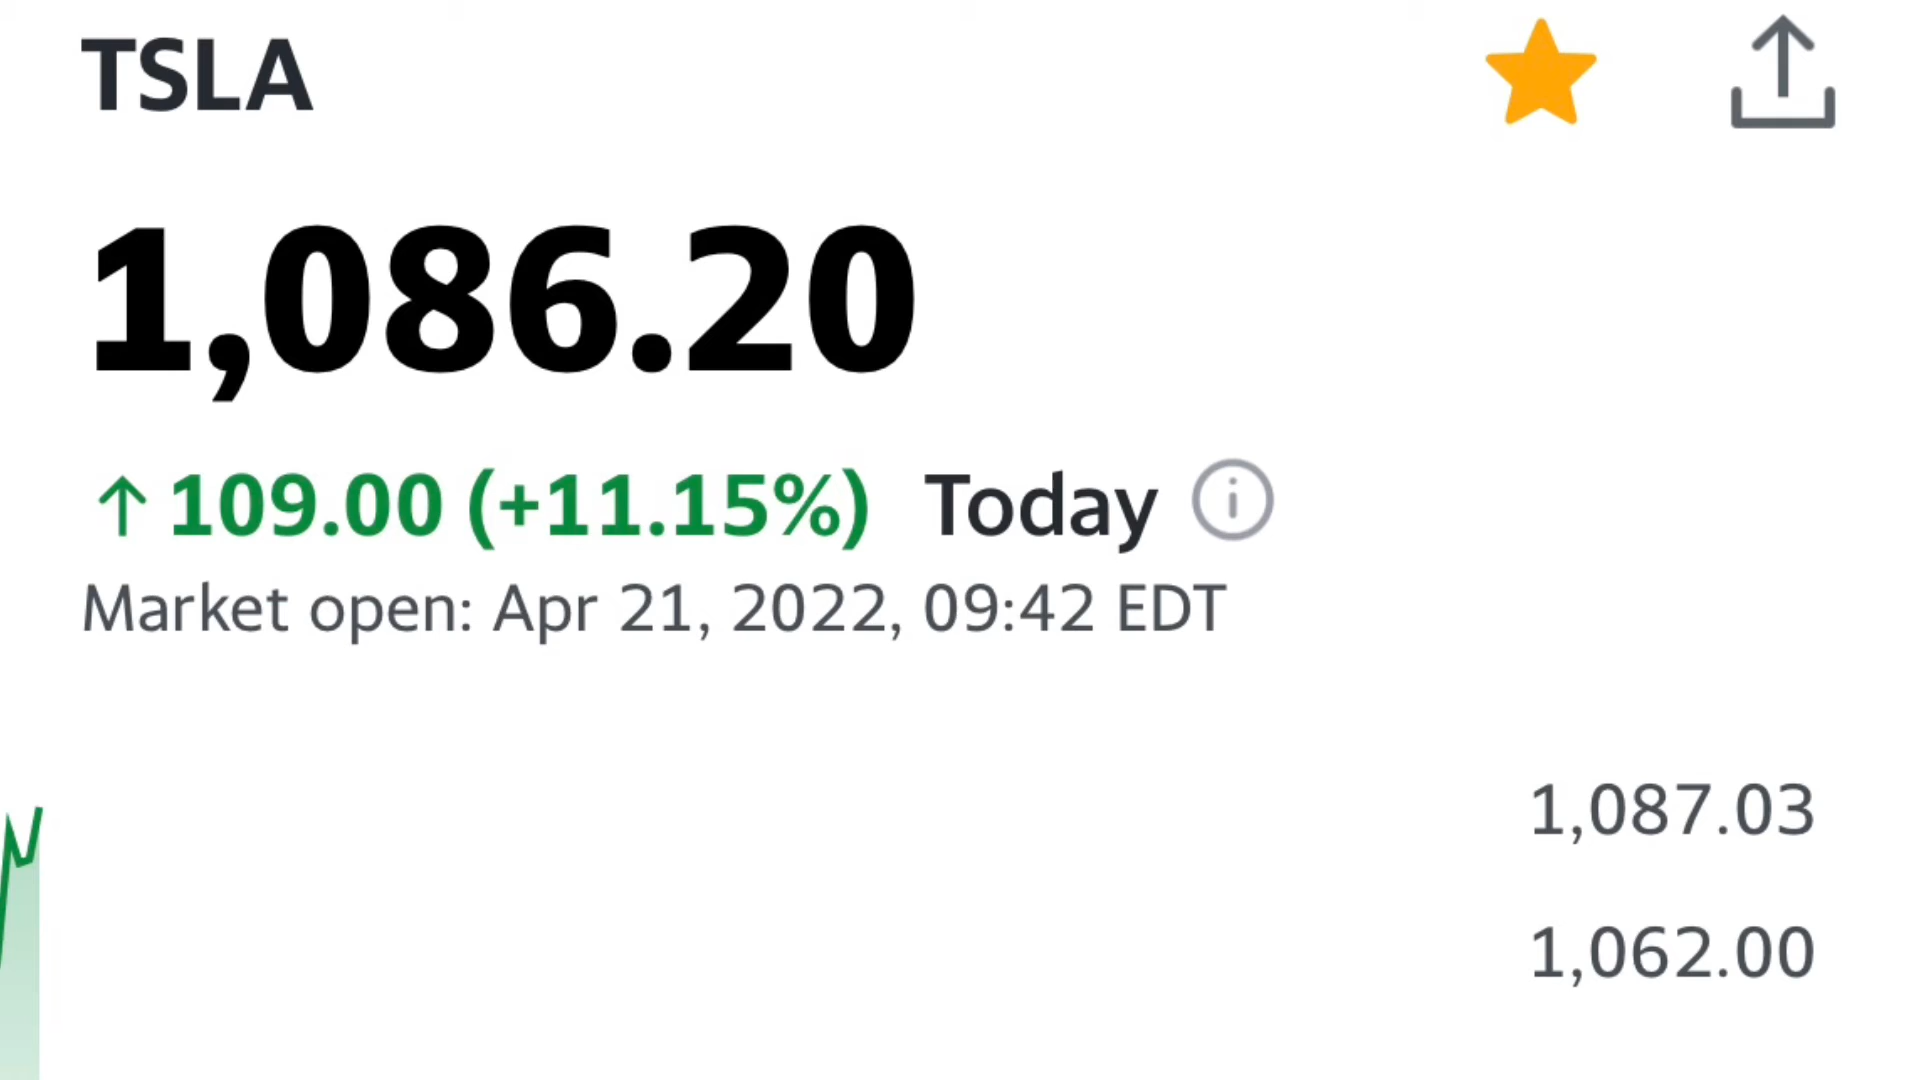 TSLA
1,086.20
↑109.00 (+11.15%) Today
Market open: Apr 21, 2022, 09:42 EDT
1,087.03
1,062.00